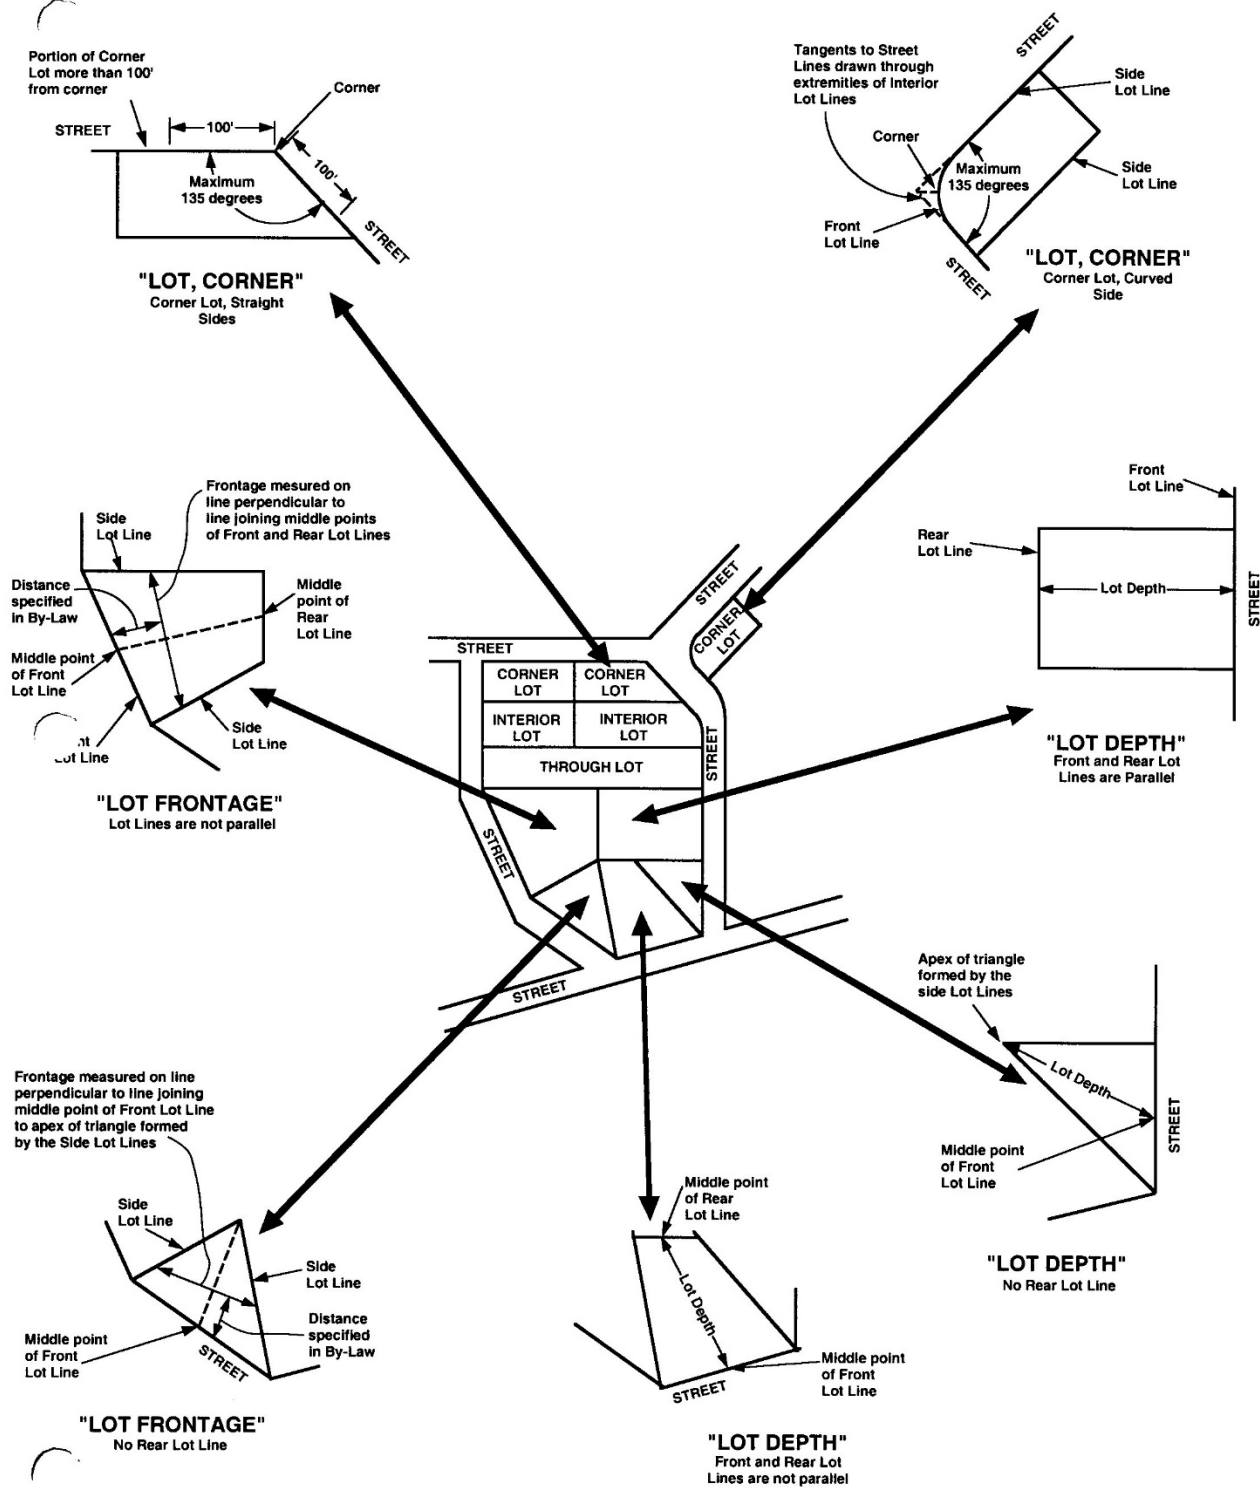 Portion of Corner
Lot more than 100'
from corner
Corner
STREET
100'
100'
Maximum
135 degrees
STREET
"LOT, CORNER"
Corner Lot, Straight
Sides
STREET
Tangents to Street
Lines drawn through
extremities of Interior
Lot Lines
Side
Lot Line
Corner
Maximum
135 degrees
Side
Lot Line
Front
Lot Line
STREET
"LOT, CORNER"
Corner Lot, Curved
Side
Frontage mesured on
line perpendicular to
line joining middle points
of Front and Rear Lot Lines
Side
Lot Line
Distance
specified
in By-Law
Middle
point of
Rear
Lot Line
Middle point
of Front
Lot Line
Side
Lot Line
Lot Line
"LOT FRONTAGE"
Lot Lines are not parallel
Front
Lot Line
Rear
Lot Line
Lot Depth
STREET
"LOT DEPTH"
Front and Rear Lot
Lines are Parallel
STREET
CORNER
LOT
STREET
CORNER
LOT
CORNER
LOT
INTERIOR
LOT
INTERIOR
LOT
STREET
THROUGH LOT
STREET
STREET
Apex of triangle
formed by the
side Lot Lines
Lot Depth
STREET
Middle point
of Front
Lot Line
"LOT DEPTH"
No Rear Lot Line
Frontage measured on line
perpendicular to line joining
middle point of Front Lot Line
to apex of triangle formed
by the Side Lot Lines
Side
Lot Line
Side
Lot Line
Distance
specified
in By-Law
Middle point
of Front
Lot Line
STREET
"LOT FRONTAGE"
No Rear Lot Line
Middle point
of Rear
Lot Line
Lot Depth
Middle point
of Front
Lot Line
STREET
"LOT DEPTH"
Front and Rear Lot
Lines are not parallel